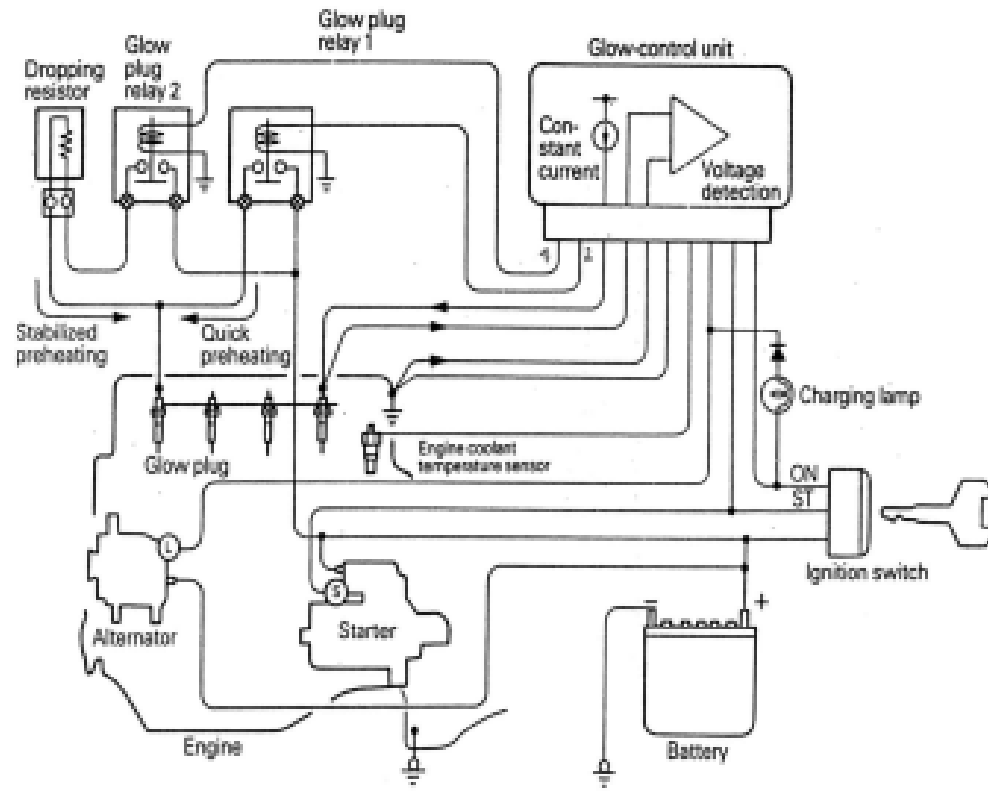 Glow plug
relay 1
Glow
plug
relay 2
Dropping
resistor
Glow-control unit
Con-
stant
current
Voltage
detection
Stabilized
preheating
Quick
preheating
Charging lamp
Glow plug
Engine coolant
temperature sensor
ON
ST
L
Ignition switch
S
Starter
Alternator
Engine
Battery
- +